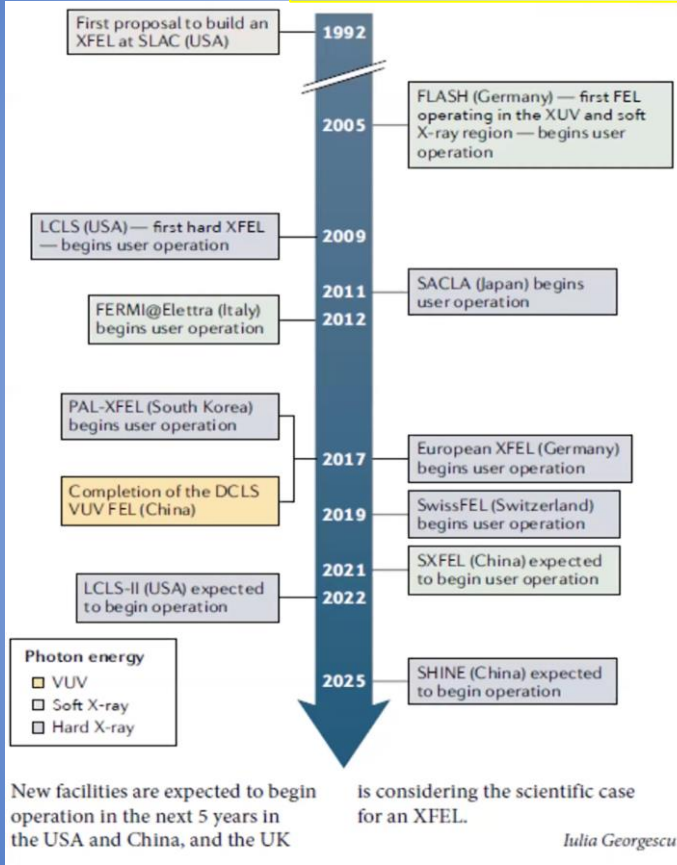 First proposal to build an
XFEL at SLAC (USA)
1992
FLASH (Germany) — first FEL
operating in the XUV and soft
X-ray region — begins user
operation
2005
LCLS (USA) — first hard XFEL
— begins user operation
2009
SACLA (Japan) begins
user operation
2011
FERMI@Elettra (Italy)
begins user operation
2012
PAL-XFEL (South Korea)
begins user operation
2017
European XFEL (Germany)
begins user operation
Completion of the DCLS
VUV FEL (China)
SwissFEL (Switzerland)
begins user operation
2019
SXFEL (China) expected
to begin user operation
2021
LCLS-II (USA) expected
to begin operation
2022
SHINE (China) expected
to begin operation
2025
Photon energy
VUV
Soft X-ray
Hard X-ray
New facilities are expected to begin
operation in the next 5 years in
the USA and China, and the UK
is considering the scientific case
for an XFEL.
Iulia Georgescu